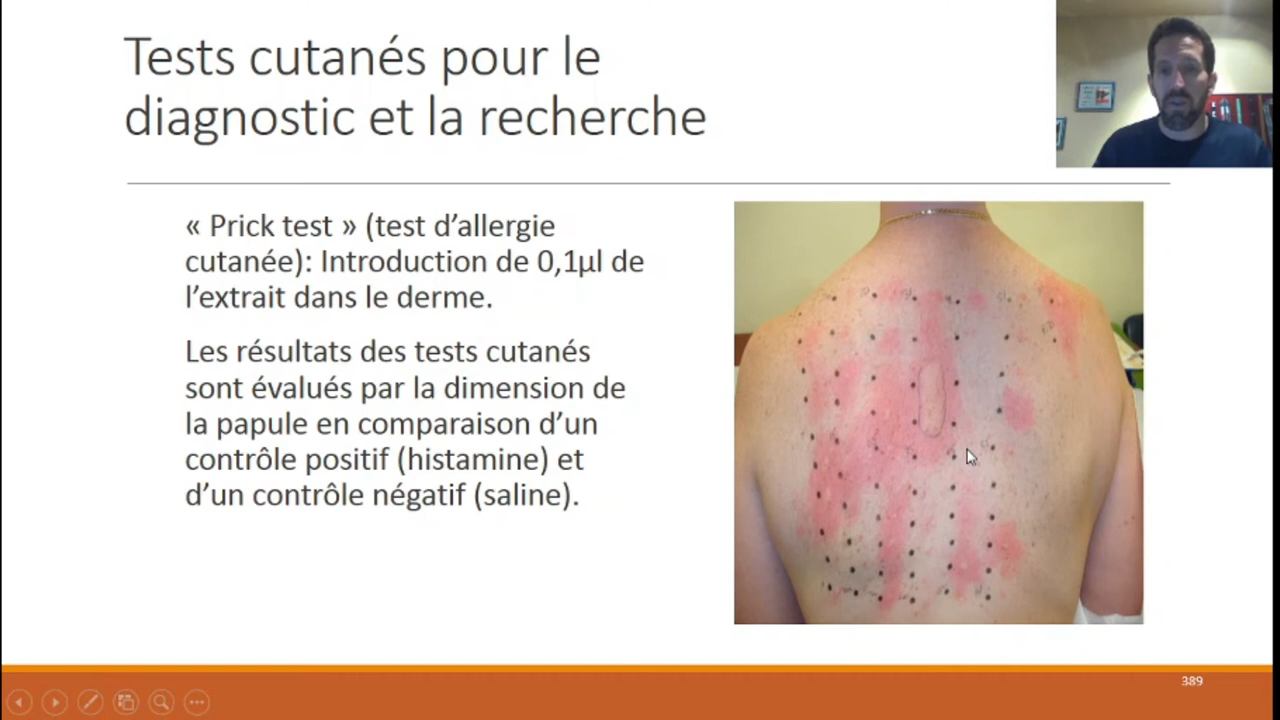 Tests cutanés pour le
diagnostic et la recherche
« Prick test » (test d’allergie
cutanée): Introduction de 0,1µl de
l’extrait dans le derme.
Les résultats des tests cutanés
sont évalués par la dimension de
la papule en comparaison d’un
contrôle positif (histamine) et
d’un contrôle négatif (saline).
389